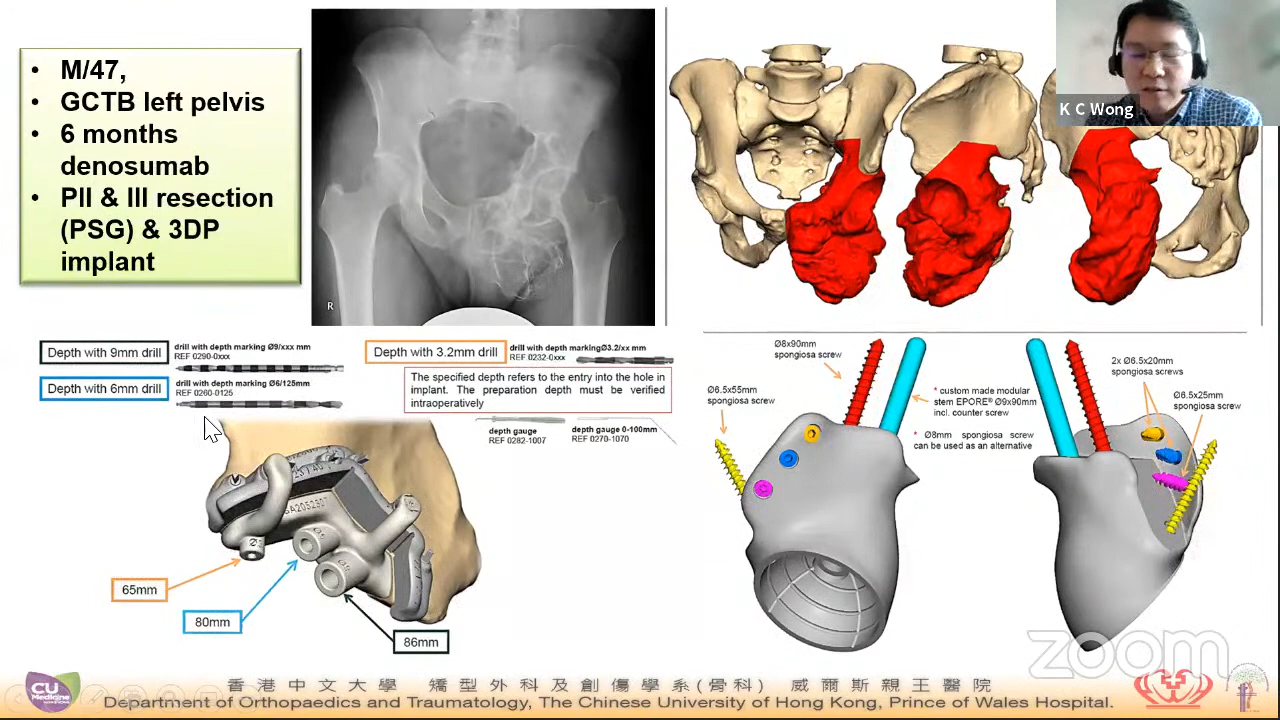 M/47,
GCTB left pelvis
6 months
denosumab
PII & III resection
(PSG) & 3DP
implant
R
K C Wong
Depth with 9mm drill
drill with depth marking Ø9/xxx mm
REF 0290-0xxx
Depth with 6mm drill
drill with depth marking Ø6/125mm
REF 0260-0125
Depth with 3.2mm drill
drill with depth markingØ3.2/xx mm
REF 0232-0xxx
The specified depth refers to the entry into the hole in
implant. The preparation depth must be verified
intraoperatively
depth gauge
REF 0282-1007
depth gauge 0-100mm
REF 0270-1070
65mm
80mm
86mm
Ø8x90mm
spongiosa screw
Ø6.5x55mm
spongiosa screw
* custom made modular
stem EPORE® Ø9x90mm
incl. counter screw
* Ø8mm spongiosa screw
can be used as an alternative
2x Ø6.5x20mm
spongiosa screws
Ø6.5x25mm
spongiosa screw
zoom
CU
Medicine
香港中文大學 矯型外科及創傷學系(骨科) 威爾斯親王醫院
Department of Orthopaedics and Traumatology, The Chinese University of Hong Kong, Prince of Wales Hospital.